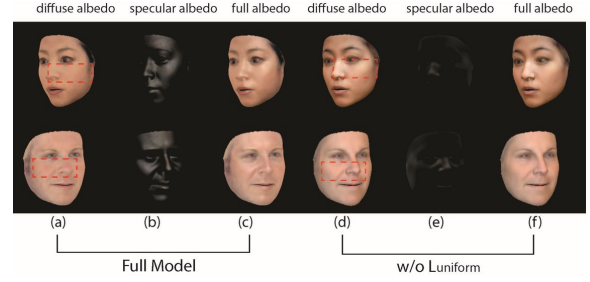 diffuse albedo specular albedo full albedo diffuse albedo specular albedo full albedo
(a) (b) (c) (d) (e) (f)
Full Model w/o Luniform